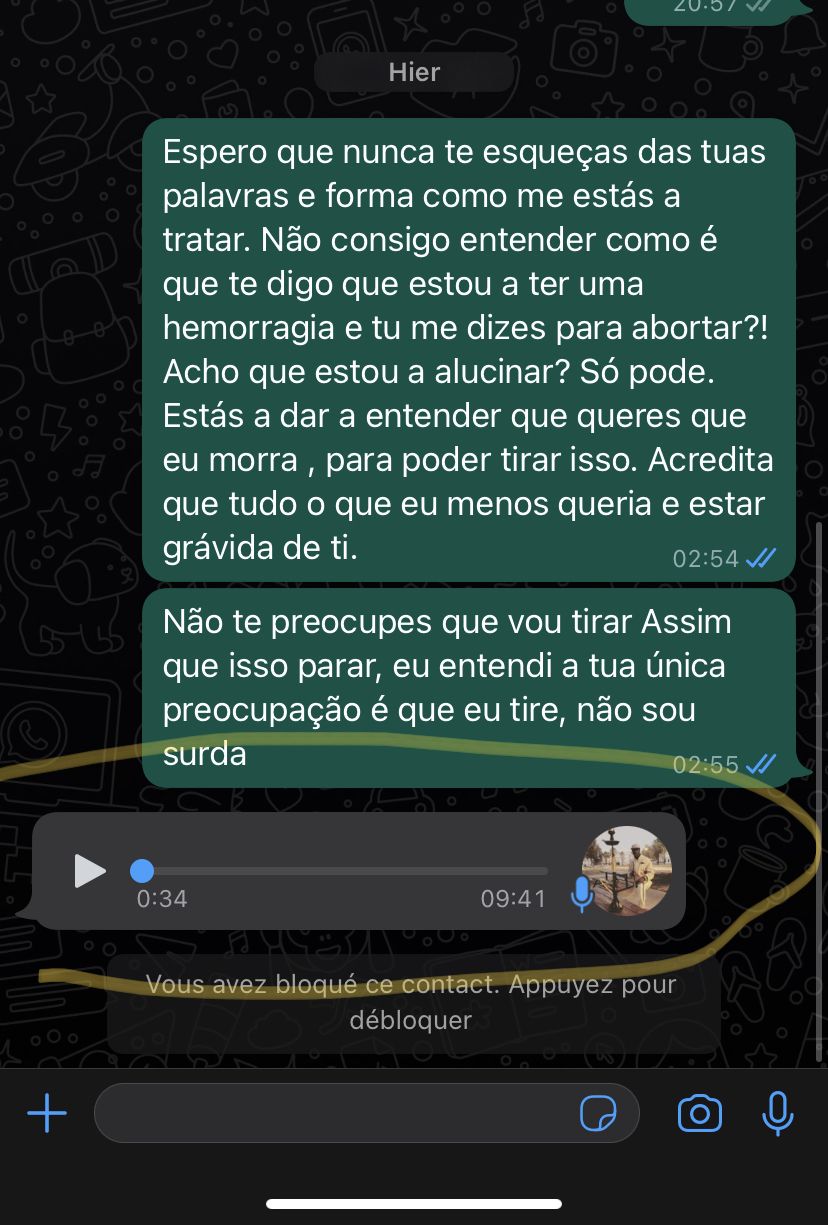 20:57
Hier
Espero que nunca te esqueças das tuas
palavras e forma como me estás a
tratar. Não consigo entender como é
que te digo que estou a ter uma
hemorragia e tu me dizes para abortar?!
Acho que estou a alucinar? Só pode.
Estás a dar a entender que queres que
eu morra , para poder tirar isso. Acredita
que tudo o que eu menos queria e estar
grávida de ti.
02:54
Não te preocupes que vou tirar Assim
que isso parar, eu entendi a tua única
preocupação é que eu tire, não sou
surda
02:55
0:34 09:41
Vous avez bloqué ce contact. Appuyez pour
débloquer